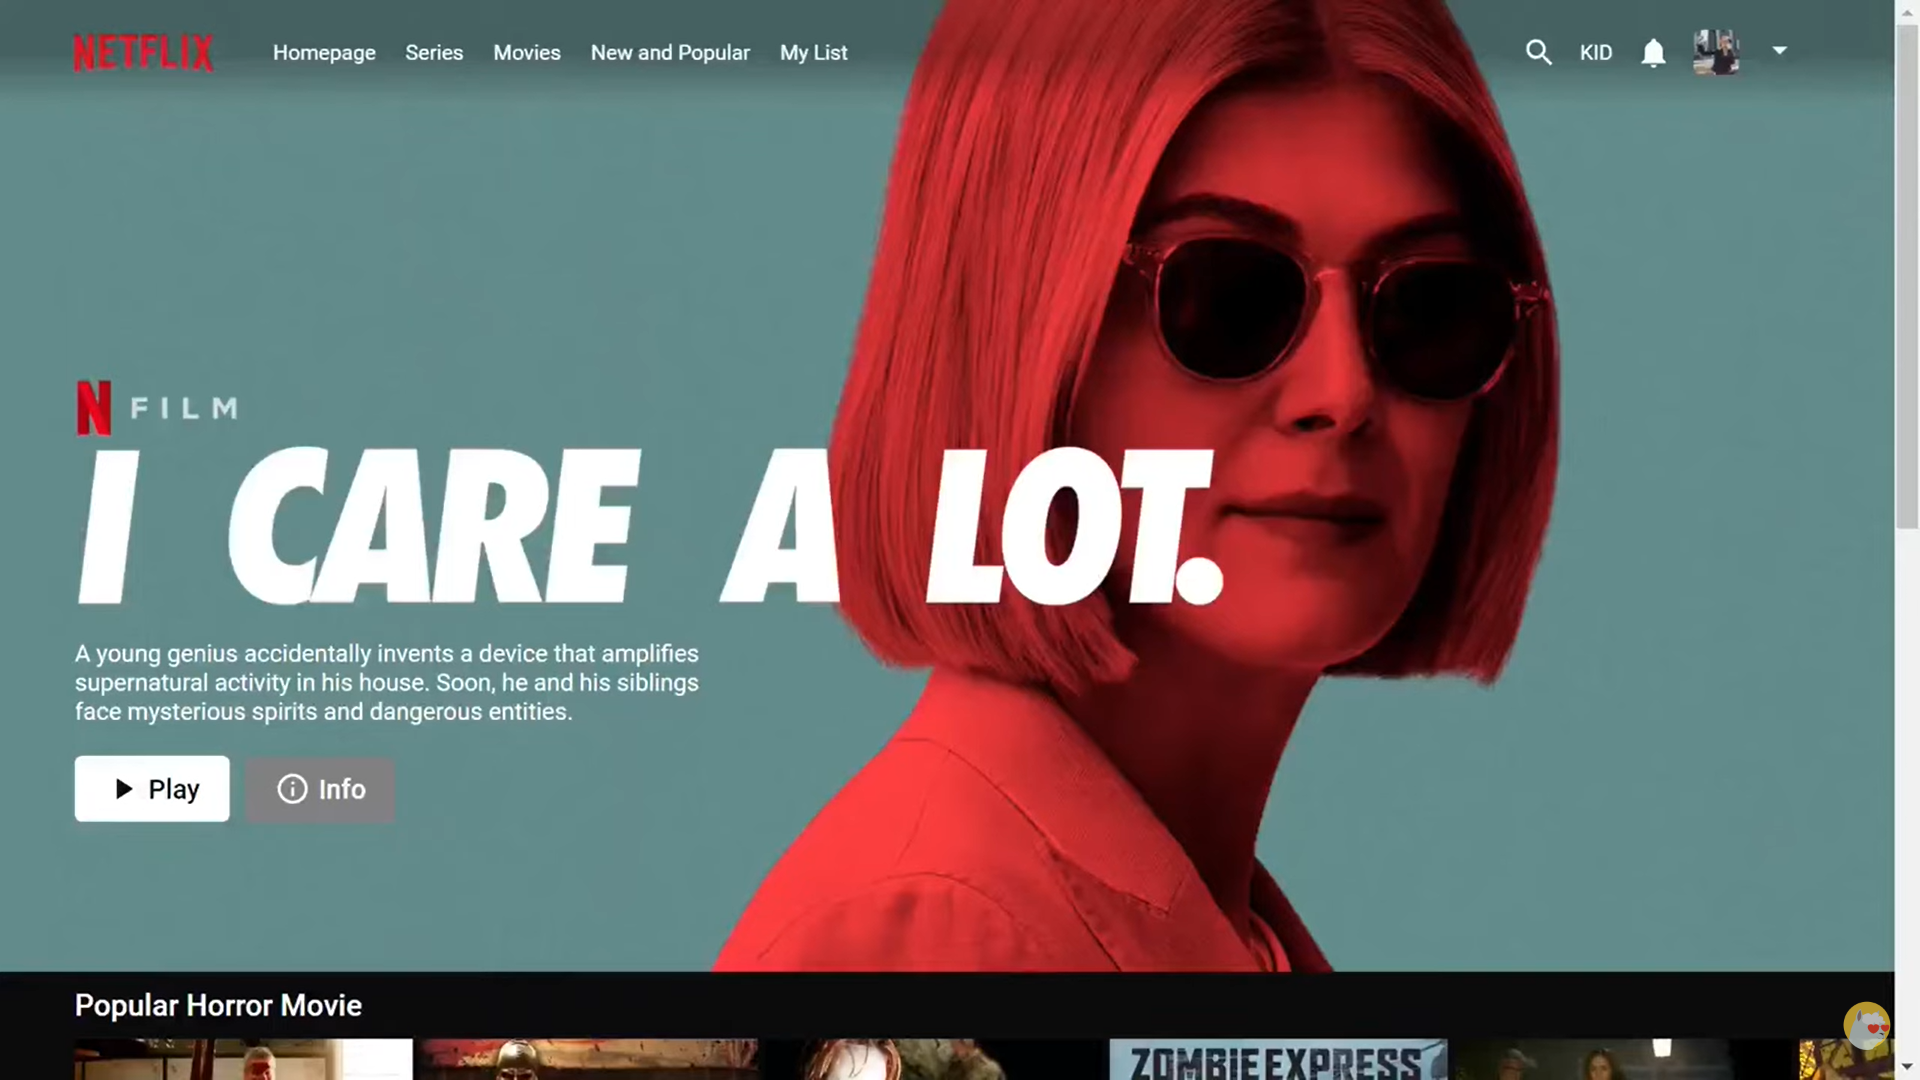 NETFLIX Homepage Series Movies New and Popular My List KID
N FILM
I CARE A LOT.
A young genius accidentally invents a device that amplifies
supernatural activity in his house. Soon, he and his siblings
face mysterious spirits and dangerous entities.
Play Info
Popular Horror Movie
ZOMBIE EXPRESS